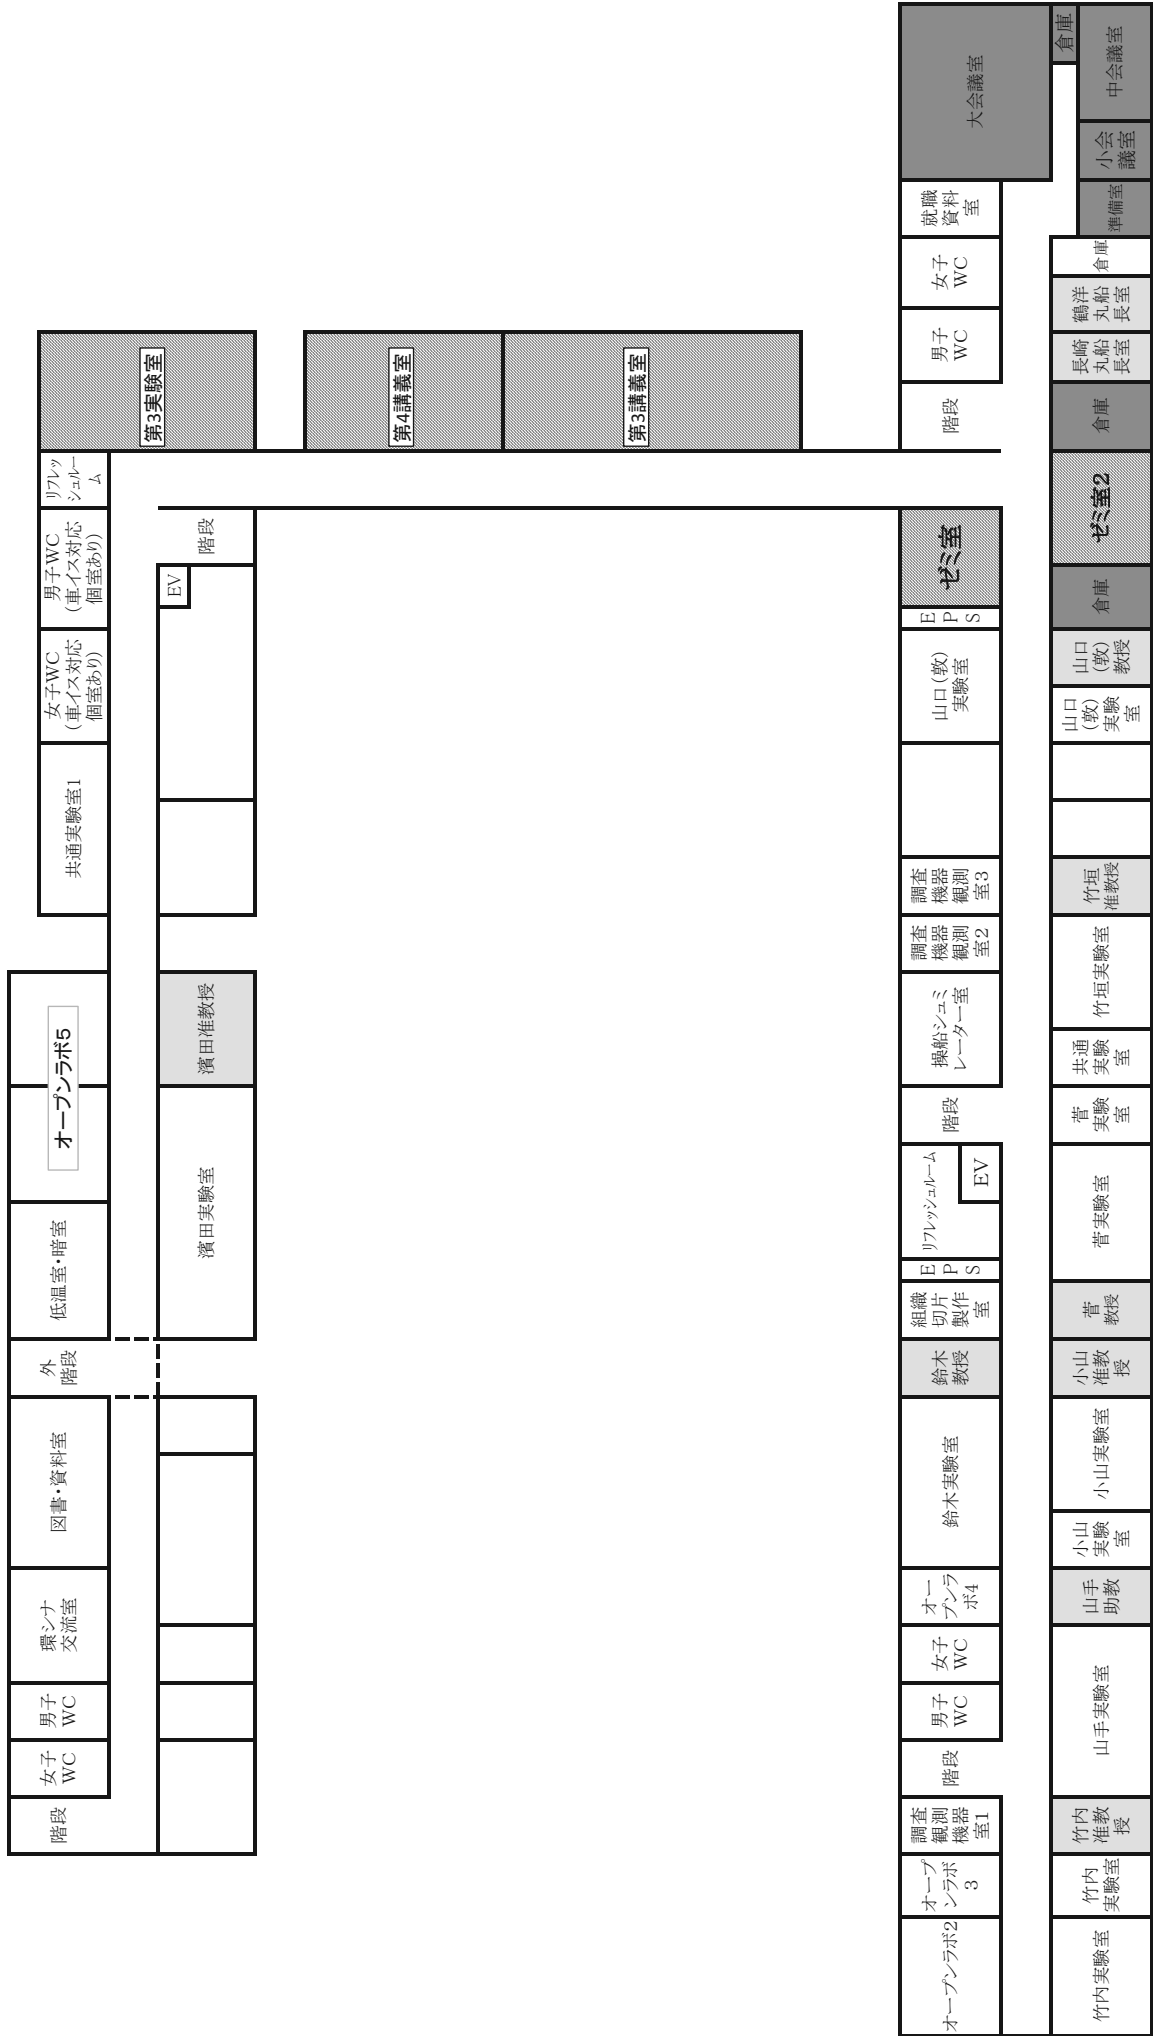 階段
女子
WC
男子
WC
環シナ
交流室
図書・資料室
外
階段
低温室・暗室
オープンラボ5
共通実験室1
女子WC
(車イス対応
個室あり)
男子WC
(車イス対応
個室あり)
リフレッ
シュルー
ム
第3実験室
濱田実験室
濱田准教授
EV
階段
第4講義室
第3講義室
オープンラボ2
オープ
ンラボ
3
調査
観測
機器
室1
階段
男子
WC
女子
WC
オー
プンラ
ボ4
鈴木実験室
鈴木
教授
組織
切片
製作
室
E
P
S
リフレッシュルーム
EV
階段
操船シュミ
レーター室
調査
機器
観測
室2
調査
機器
観測
室3
山口(敦)
実験室
E
P
S
ゼミ室
階段
男子
WC
女子
WC
就職
資料
室
大会議室
倉庫
竹内実験室
竹内
実験室
竹内
准教
授
山手実験室
山手
助教
小山
実験
室
小山実験室
小山
准教
授
菅
教授
菅実験室
菅
実験
室
共通
実験
室
竹垣実験室
竹垣
准教授
山口
(敦)
実験
室
山口
(敦)
教授
倉庫
ゼミ室2
倉庫
長崎
丸船
長室
鶴洋
丸船
長室
倉庫
準備室
小会
議室
中会議室